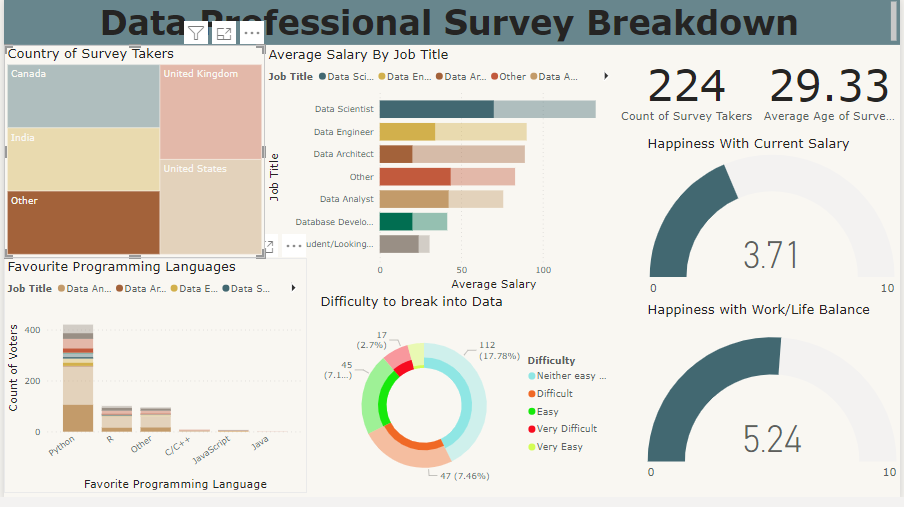 Data Professional Survey Breakdown
Country of Survey Takers
Canada
United Kingdom
India
United States
Other
Average Salary By Job Title
Job Title Data Sci... Data En... Data Ar... Other Data A...
Job Title
Data Scientist
Data Engineer
Data Architect
Other
Data Analyst
Database Develo...
udent/Looking...
0 50 100
Average Salary
224
Count of Survey Takers
29.33
Average Age of Surve...
Happiness With Current Salary
3.71
0 10
Favourite Programming Languages
Job Title Data An... Data Ar... Data E... Data S...
Count of Voters
400
200
0
Python R Other C/C++ JavaScript Java
Favorite Programming Language
Difficulty to break into Data
17
(2.7%)
112
(17.78%)
45
(7.1...)
47 (7.46%)
Difficulty
Neither easy ...
Difficult
Easy
Very Difficult
Very Easy
Happiness with Work/Life Balance
5.24
0 10